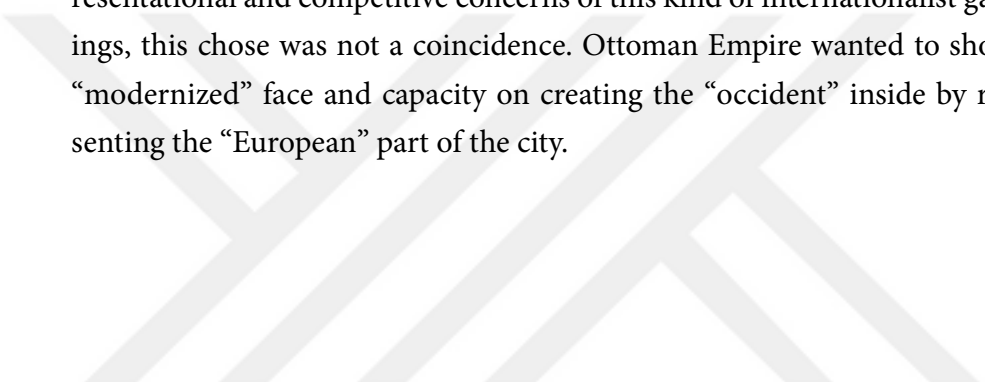 resentational and competitive concerns of this kind of internationalist ga
ings, this chose was not a coincidence. Ottoman Empire wanted to sho
“modernized” face and capacity on creating the “occident” inside by r
senting the “European” part of the city.